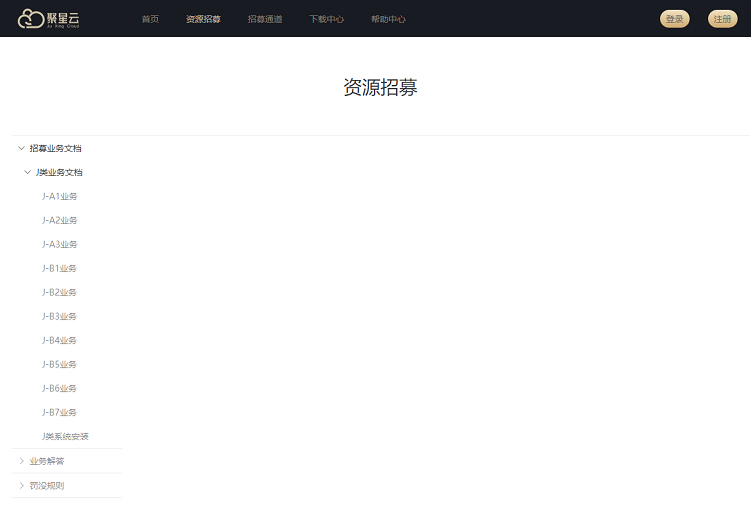 聚星云
Ju Xing Cloud
首页
资源招募
招募通道
下载中心
帮助中心
登录
注册
资源招募
招募业务文档
J类业务文档
J-A1业务
J-A2业务
J-A3业务
J-B1业务
J-B2业务
J-B3业务
J-B4业务
J-B5业务
J-B6业务
J-B7业务
J类系统安装
业务解答
罚没规则